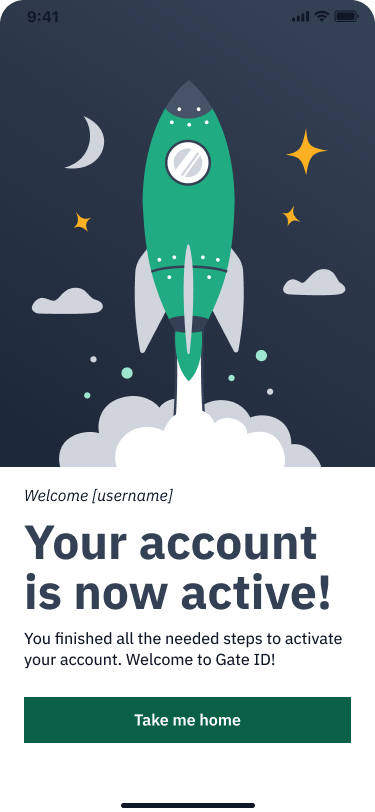 9:41
Welcome [username]
Your account
is now active!
You finished all the needed steps to activate
your account. Welcome to Gate ID!
Take me home